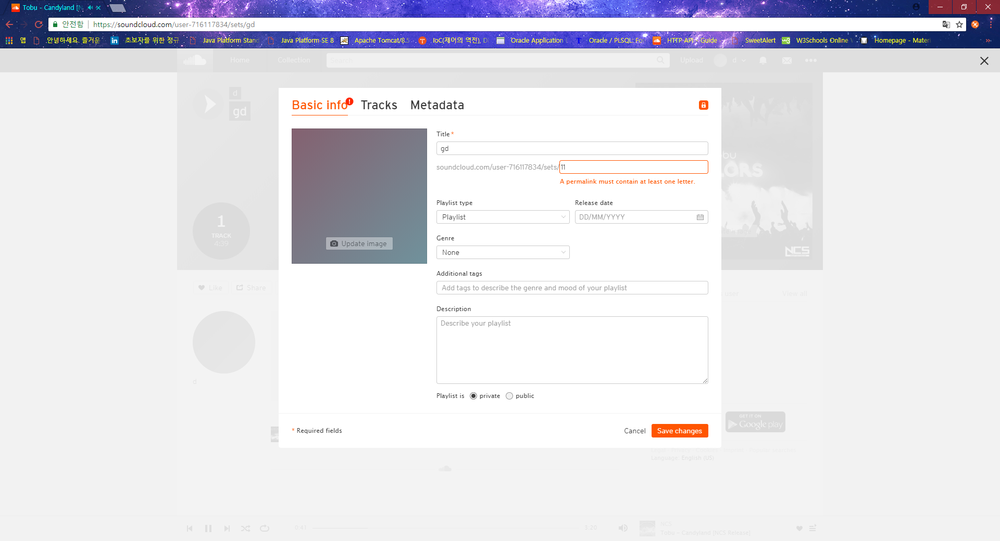 Tobu - Candyland [N
안전함 https://soundcloud.com/user-716117834/sets/gd
앱 안녕하세요. 즐거운 초보자를 위한 정규 Java Platform Stand Java Platform SE 8 Apache Tomcat/8.5 IoC(제어의 역전), D Oracle Application Oracle / PLSQL: HTTP API - Guide SweetAlert W3Schools Online Homepage - Materi
Home Collection Search Upload d
d
gd
1
TRACK
4:39
Like Share
d
Basic info Tracks Metadata
Title *
gd
soundcloud.com/user-716117834/sets/ 11
A permalink must contain at least one letter.
Playlist type Release date
Playlist DD/MM/YYYY
Genre
None
Update image
Additional tags
Add tags to describe the genre and mood of your playlist
Description
Describe your playlist
Playlist is private public
* Required fields Cancel Save changes
NCS
user View all
GET IT ON
Google play
Language: English (US)
0:41 3:20
NCS
Tobu - Candyland [NCS Release]